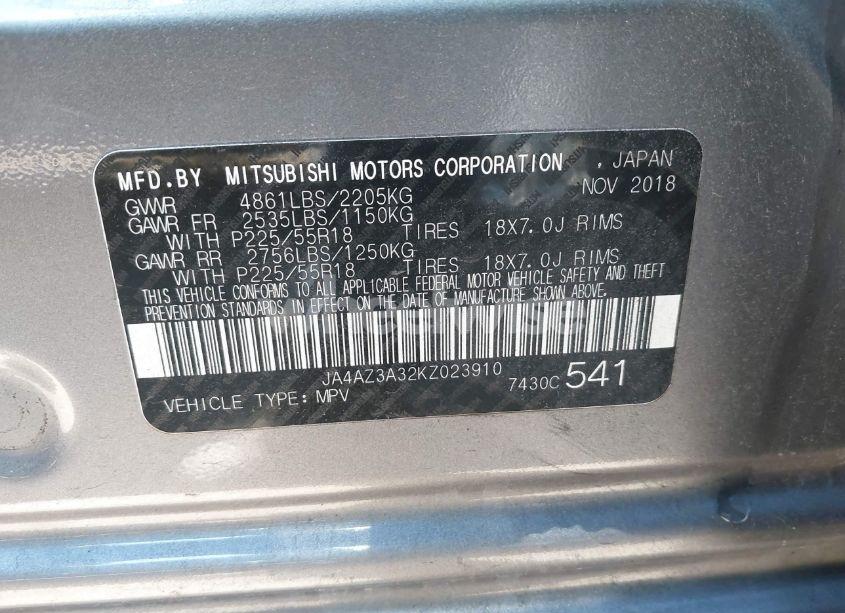 MFD.BY MITSUBISHI MOTORS CORPORATION , JAPAN
GVWR 4861LBS/2205KG NOV 2018
GAWR FR 2535LBS/1150KG
WITH P225/55R18 TIRES 18X7.0J RIMS
GAWR RR 2756LBS/1250KG
WITH P225/55R18 TIRES 18X7.0J RIMS
THIS VEHICLE CONFORMS TO ALL APPLICABLE FEDERAL MOTOR VEHICLE SAFETY AND THEFT
PREVENTION STANDARDS IN EFFECT ON THE DATE OF MANUFACTURE SHOWN ABOVE.
JA4AZ3A32KZ023910
7430C 541
VEHICLE TYPE: MPV